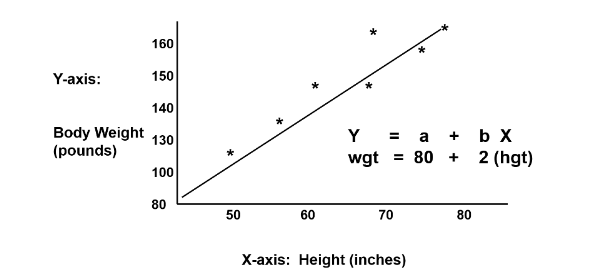 160
Y-axis:
150
140
Body Weight
(pounds)
130
100
80
Y = a + b X
wgt = 80 + 2 (hgt)
50 60 70 80
X-axis: Height (inches)